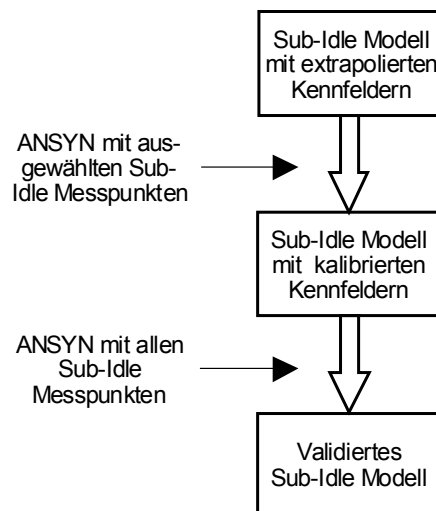 Sub-Idle Modell
mit extrapolierten
Kennfeldern
ANSYN mit aus-
gewählten Sub-
Idle Messpunkten
Sub-Idle Modell
mit kalibrierten
Kennfeldern
ANSYN mit allen
Sub-Idle
Messpunkten
Validiertes
Sub-Idle Modell